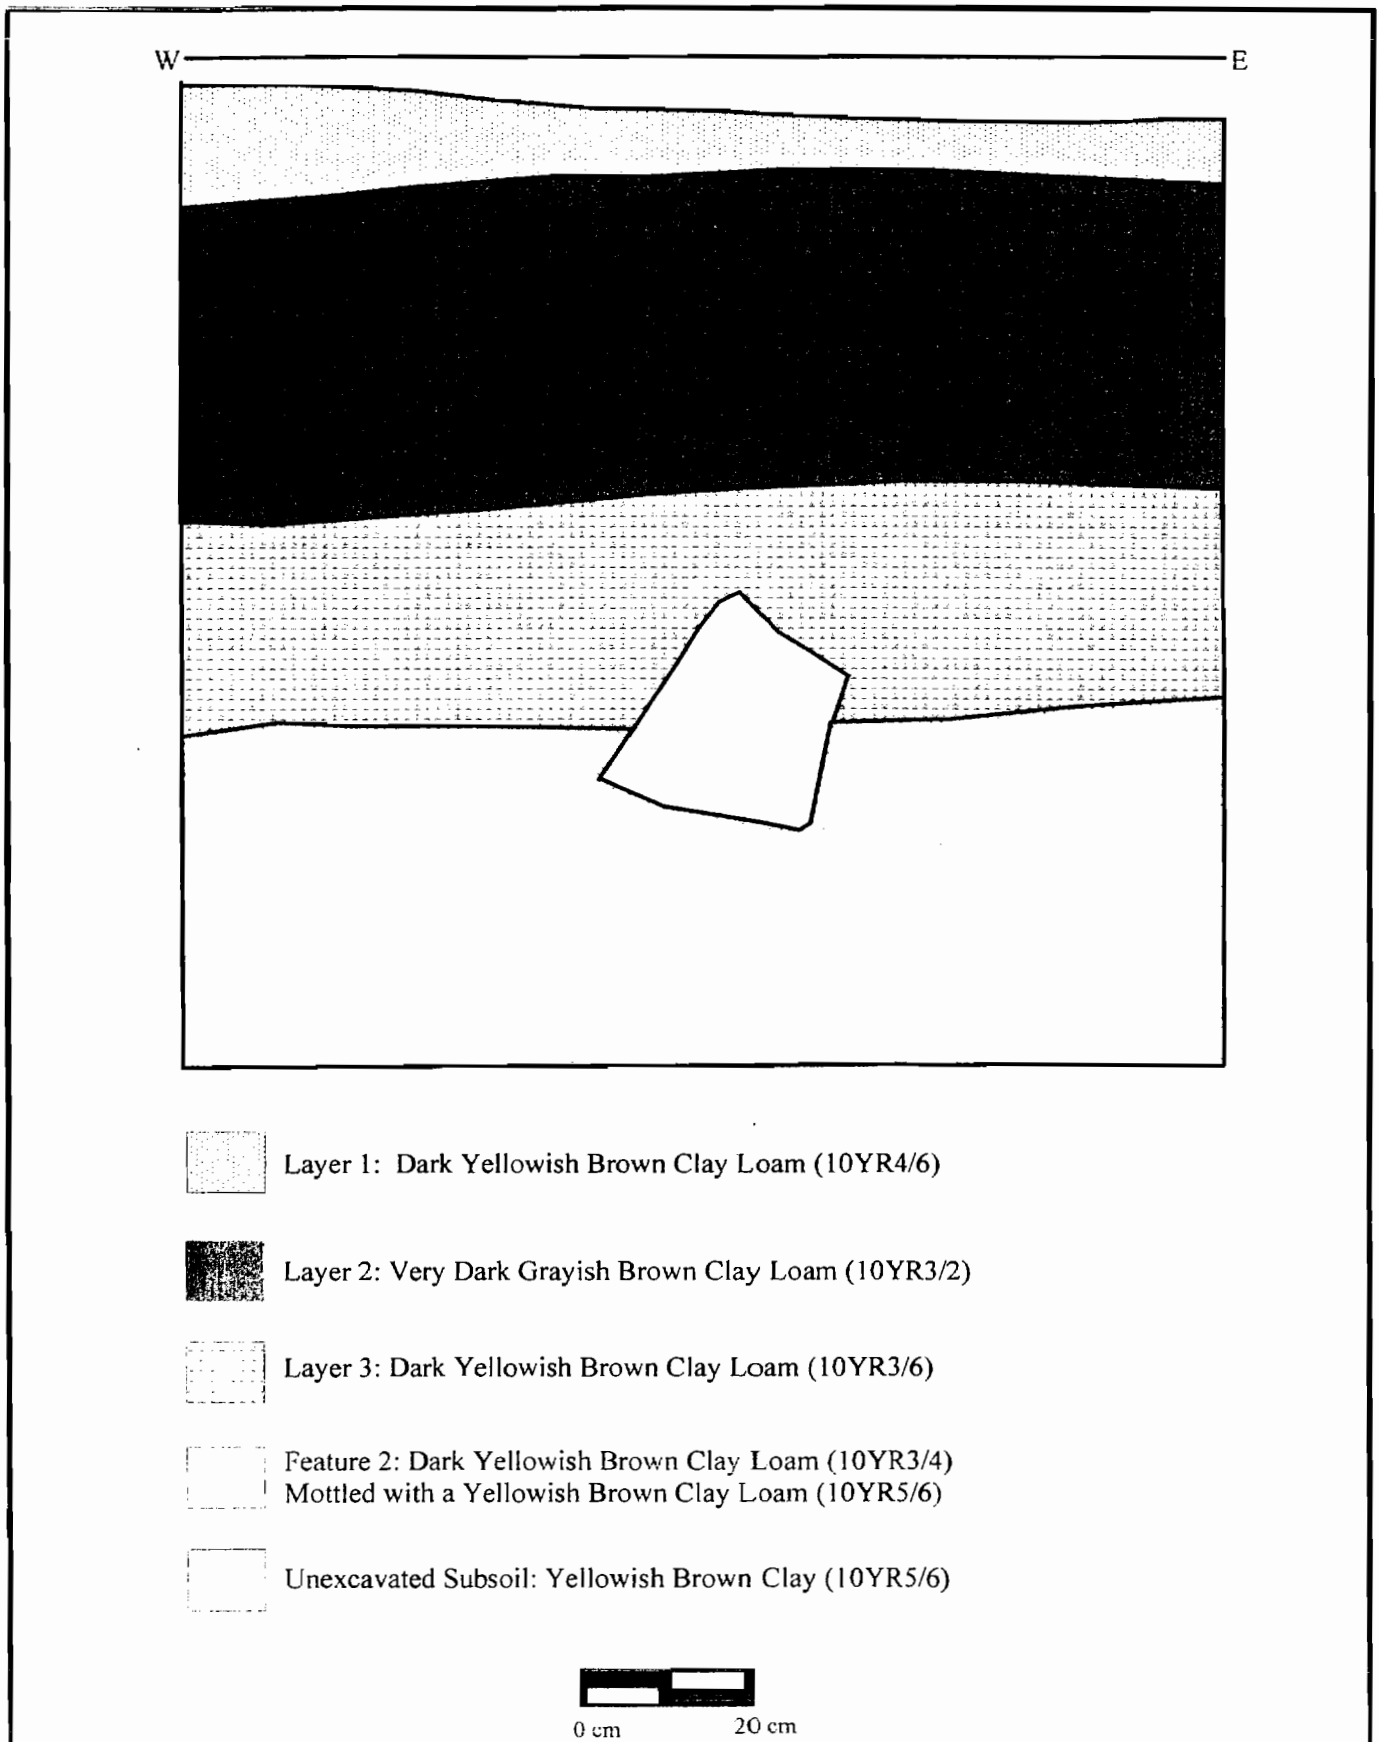 W E
Layer 1: Dark Yellowish Brown Clay Loam (10YR4/6)
Layer 2: Very Dark Grayish Brown Clay Loam (10YR3/2)
Layer 3: Dark Yellowish Brown Clay Loam (10YR3/6)
Feature 2: Dark Yellowish Brown Clay Loam (10YR3/4)
Mottled with a Yellowish Brown Clay Loam (10YR5/6)
Unexcavated Subsoil: Yellowish Brown Clay (10YR5/6)
0 cm 20 cm